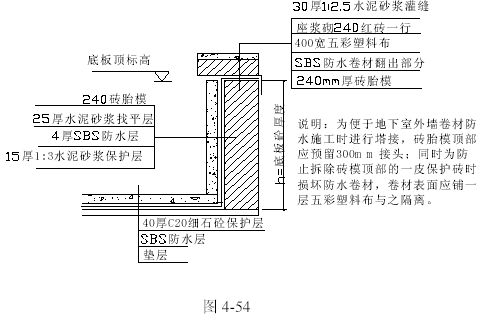 30厚1:2.5水泥砂浆灌缝
座浆砌240红砖一行
400宽五彩塑料布
SBS防水卷材翻出部分
240mm厚砖胎模
底板顶标高
240砖胎模
25厚水泥砂浆找平层
4厚SBS防水层
15厚1:3水泥砂浆保护层
h=底板砼厚度
说明：为便于地下室外墙卷材防
水施工时进行塔接，砖胎模顶部
应预留300mm接头；同时为防
止拆除砖模顶部的一皮保护砖时
损坏防水卷材，卷材表面应铺一
层五彩塑料布与之隔离。
40厚C20细石砼保护层
SBS防水层
垫层
图 4-54